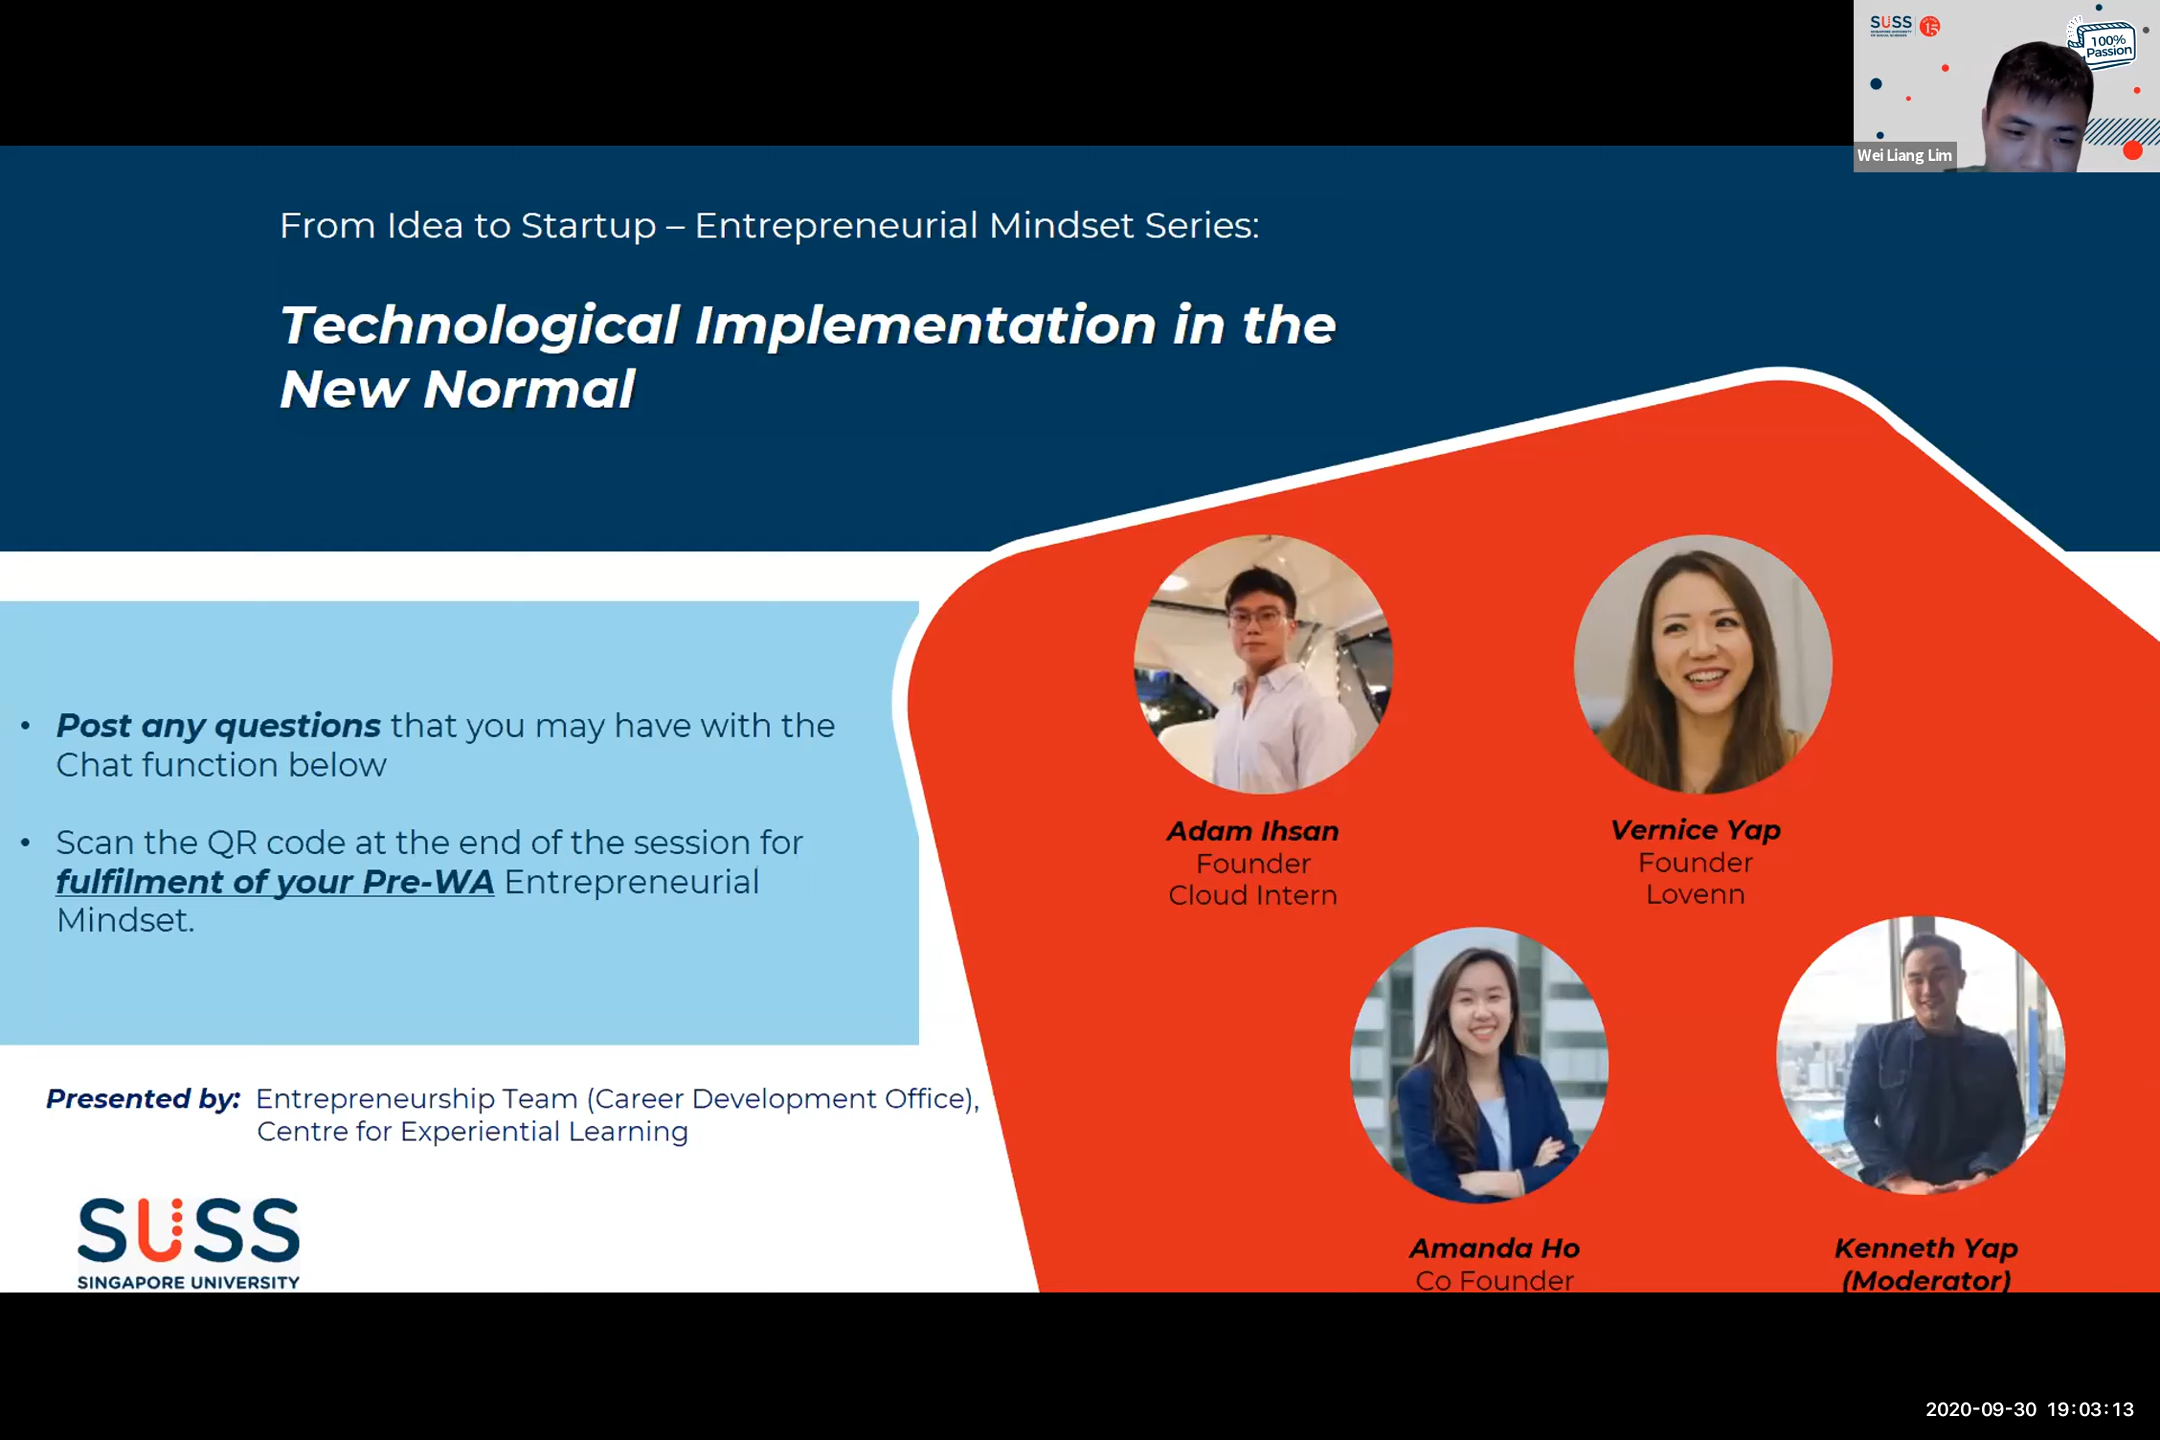 SUSS
SINGAPORE UNIVERSITY
100%
Passion
Wei Liang Lim
From Idea to Startup – Entrepreneurial Mindset Series:
Technological Implementation in the
New Normal
• Post any questions that you may have with the
Chat function below
• Scan the QR code at the end of the session for
fulfilment of your Pre-WA Entrepreneurial
Mindset.
Presented by: Entrepreneurship Team (Career Development Office),
Centre for Experiential Learning
SUSS
SINGAPORE UNIVERSITY
Adam Ihsan
Founder
Cloud Intern
Vernice Yap
Founder
Lovenn
Amanda Ho
Co Founder
Kenneth Yap
(Moderator)
2020-09-30 19:03:13